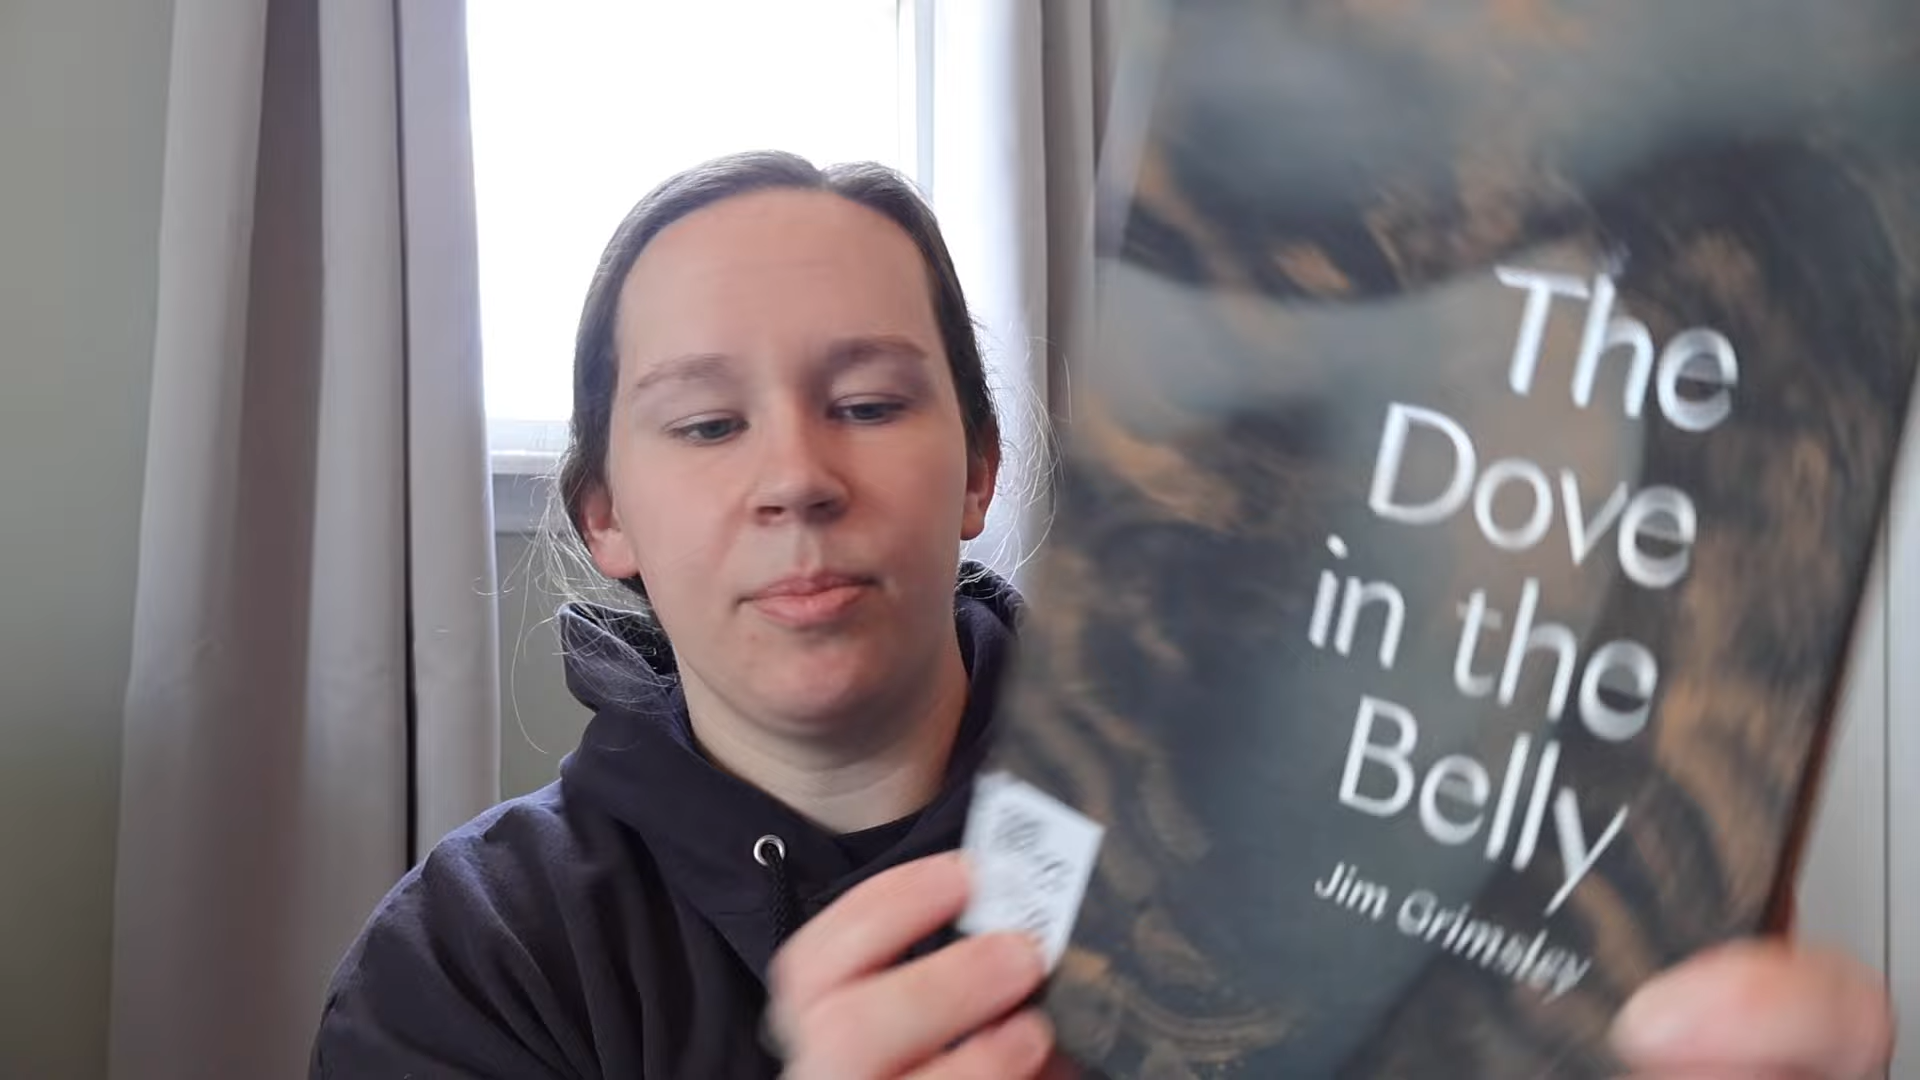 The
Dove
in the
Belly
Jim Grimsley